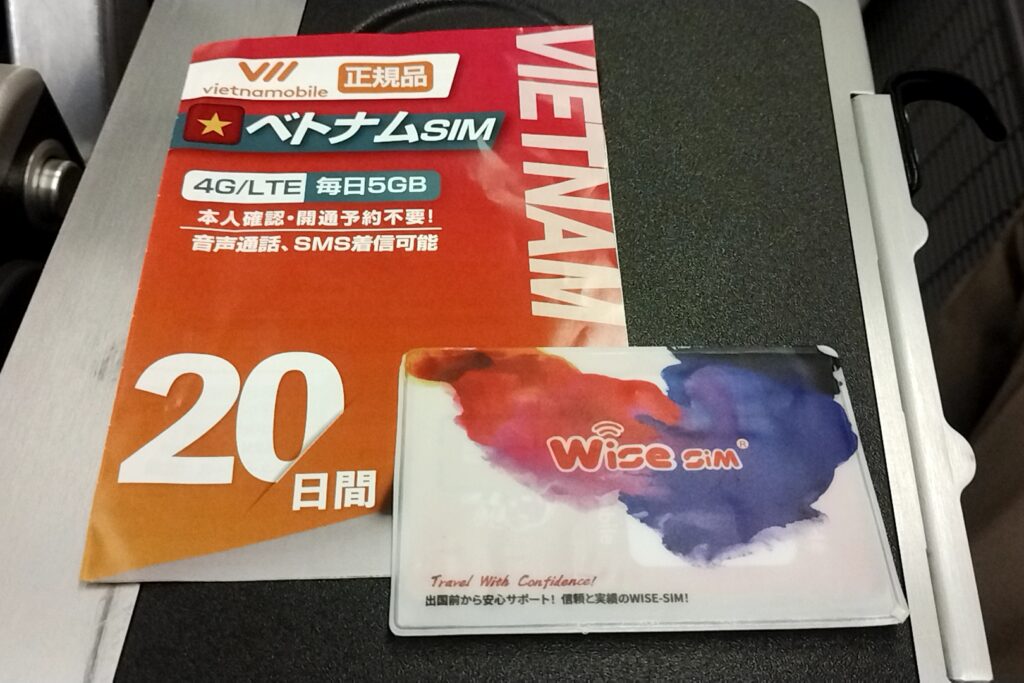 vietnamobile
正規品
ベトナムSIM
4G/LTE 毎日5GB
本人確認・開通予約不要!
音声通話、SMS着信可能
20
日間
VIETNAM
Wise SiM®
Travel With Confidence!
出国前から安心サポート! 信頼と実績のWISE-SIM!